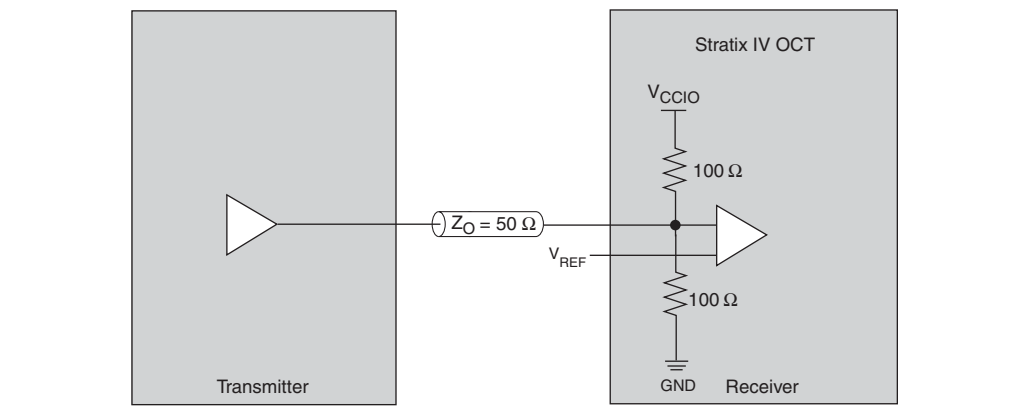 Stratix IV OCT
VCCIO
100 Ω
ZO = 50 Ω
VREF
100 Ω
GND
Transmitter
Receiver